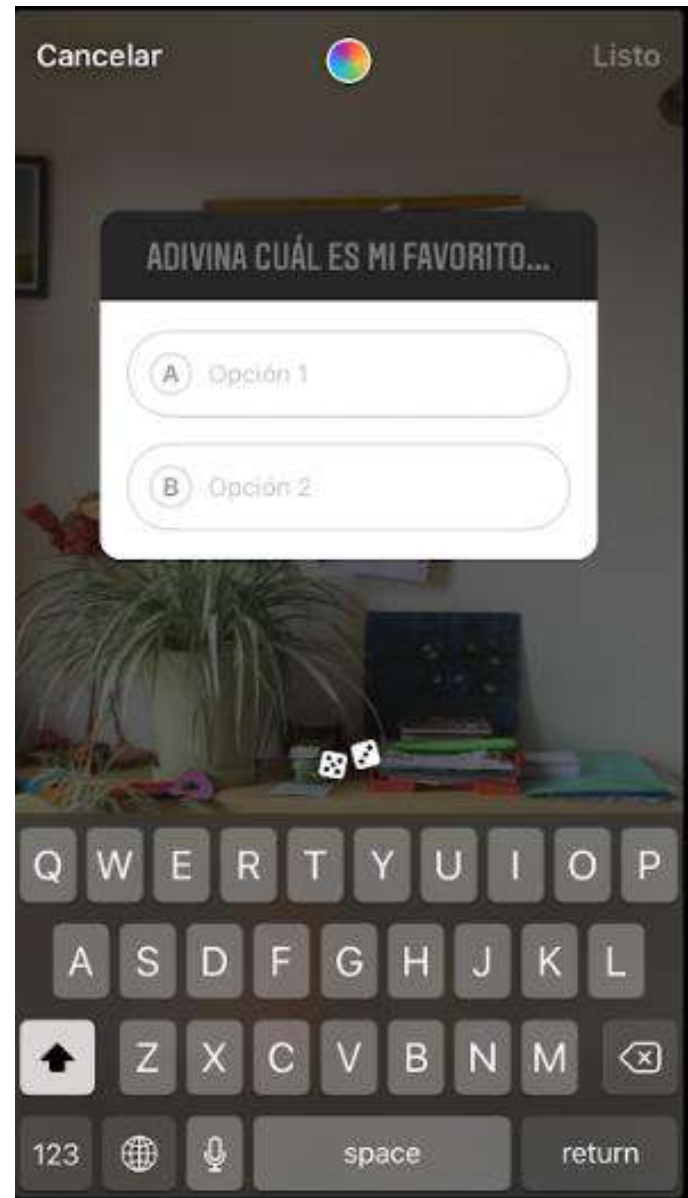 Cancelar
Listo
ADIVINA CUÁL ES MI FAVORITO...
A Opción 1
B Opción 2
Q W E R T Y U I O P
A S D F G H J K L
Z X C V B N M
123 space return